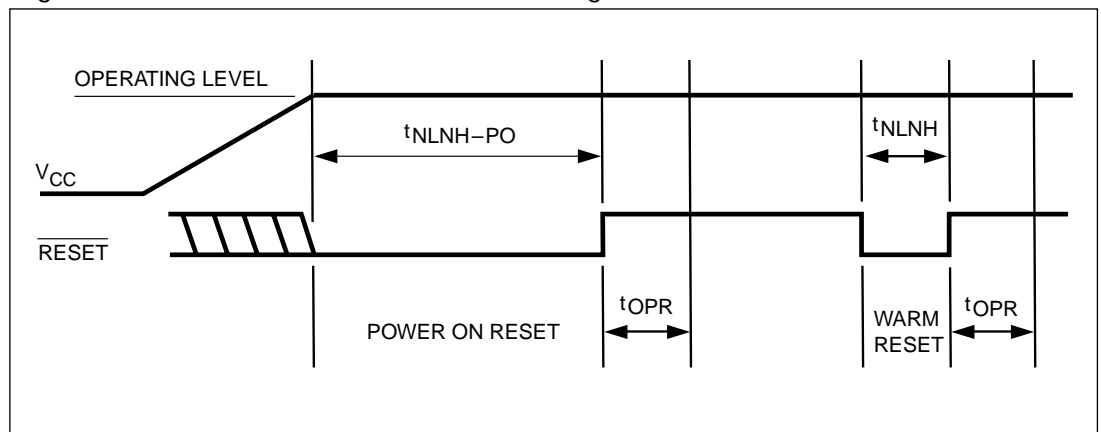 OPERATING LEVEL
tNLNH–PO
tNLNH
VCC
RESET
tOPR
tOPR
POWER ON RESET
WARM
RESET